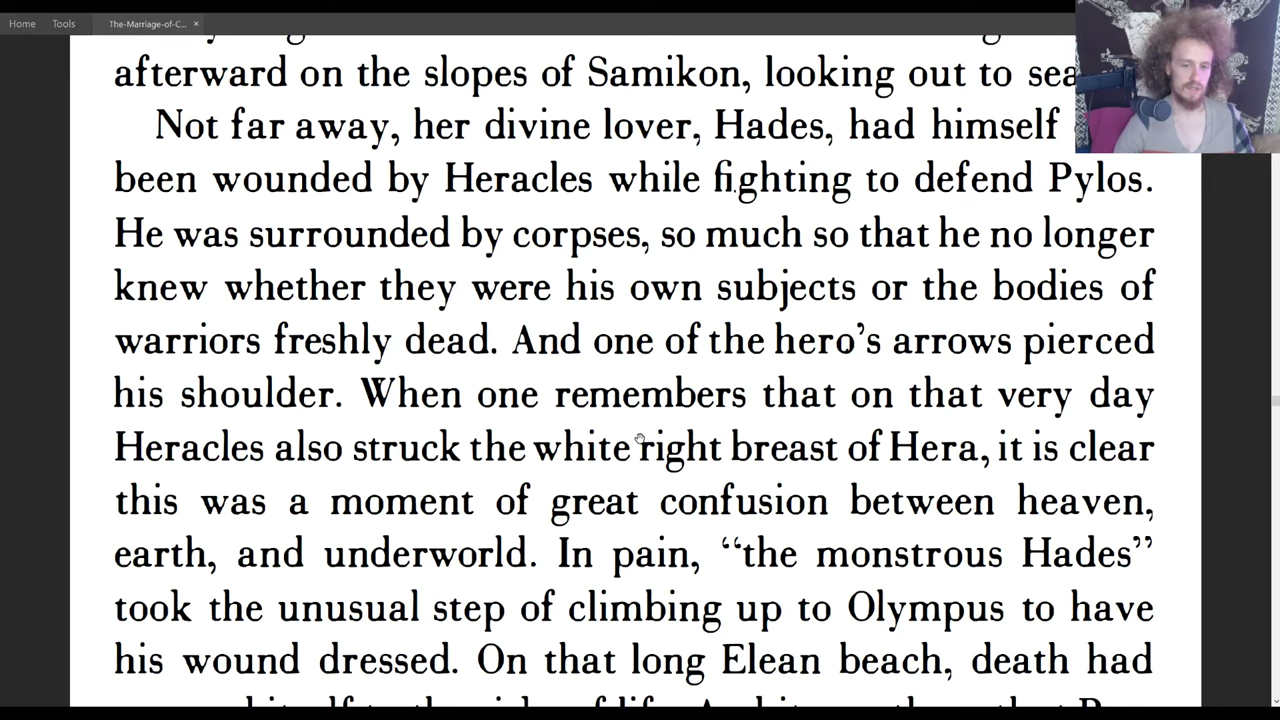 Home Tools The-Marriage-of-C... ×
afterward on the slopes of Samikon, looking out to sea
Not far away, her divine lover, Hades, had himself
been wounded by Heracles while fighting to defend Pylos.
He was surrounded by corpses, so much so that he no longer
knew whether they were his own subjects or the bodies of
warriors freshly dead. And one of the hero's arrows pierced
his shoulder. When one remembers that on that very day
Heracles also struck the white right breast of Hera, it is clear
this was a moment of great confusion between heaven,
earth, and underworld. In pain, “the monstrous Hades”
took the unusual step of climbing up to Olympus to have
his wound dressed. On that long Elean beach, death had